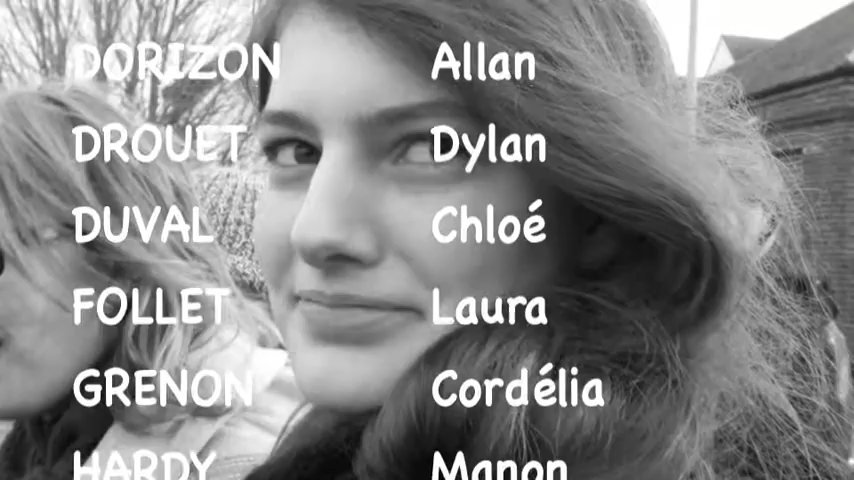 DORIZON Allan
DROUET Dylan
DUVAL Chloé
FOLLET Laura
GRENON Cordélia
HARDY Manon